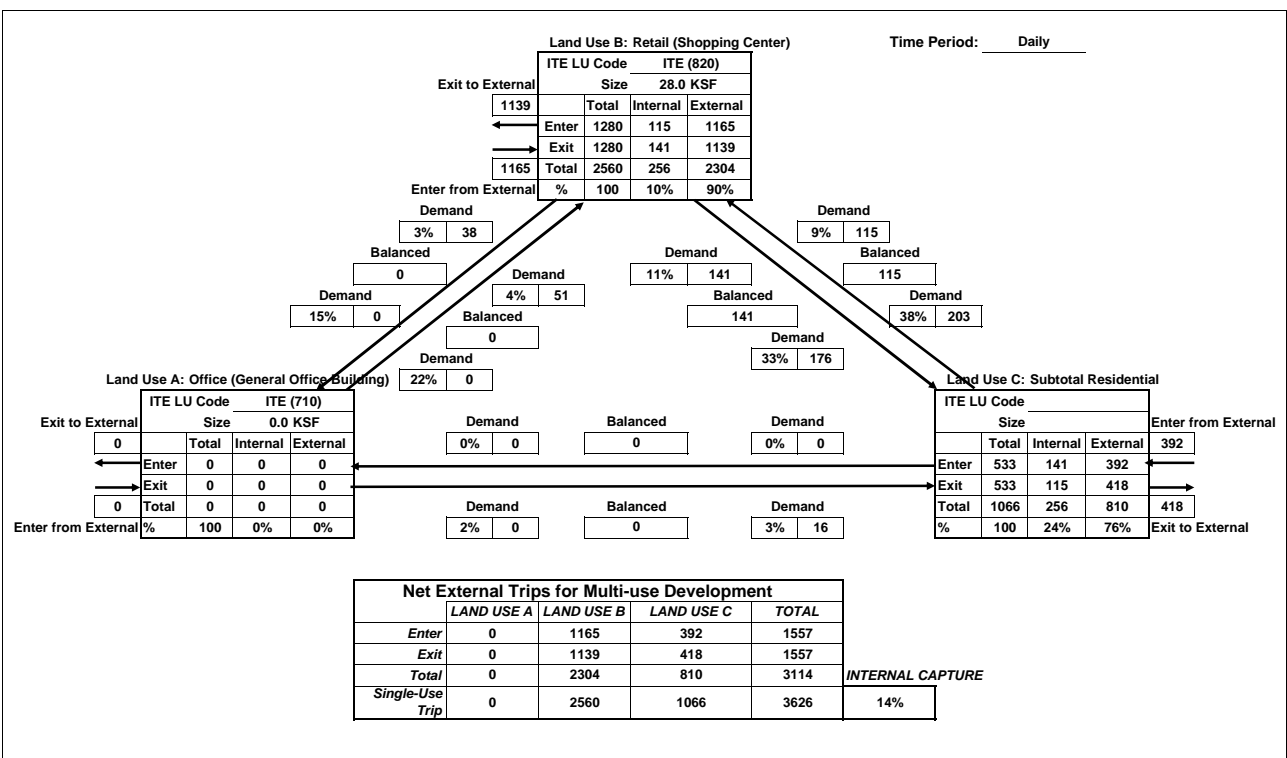 Land Use B: Retail (Shopping Center) Time Period: Daily
ITE LU Code ITE (820)
Exit to External Size 28.0 KSF
1139 Total Internal External
Enter 1280 115 1165
Exit 1280 141 1139
1165 Total 2560 256 2304
Enter from External % 100 10% 90%
Demand Demand
3% 38 9% 115
Balanced Demand Balanced
0 Demand 11% 141 115
Demand 4% 51 Balanced Demand
15% 0 Balanced 141 38% 203
0 Demand
Demand 33% 176
Land Use A: Office (General Office Building) 22% 0 Land Use C: Subtotal Residential
ITE LU Code ITE (710) ITE LU Code
Exit to External Size 0.0 KSF Demand Balanced Demand Size Enter from External
0 Total Internal External 0% 0 0 0% 0 Total Internal External 392
Enter 0 0 0 Enter 533 141 392
Exit 0 0 0 Exit 533 115 418
0 Total 0 0 0 Demand Balanced Demand Total 1066 256 810 418
Enter from External % 100 0% 0% 2% 0 0 3% 16 % 100 24% 76% Exit to External
Net External Trips for Multi-use Development
LAND USE A LAND USE B LAND USE C TOTAL
Enter 0 1165 392 1557
Exit 0 1139 418 1557
Total 0 2304 810 3114 INTERNAL CAPTURE
Single-Use
Trip 0 2560 1066 3626 14%